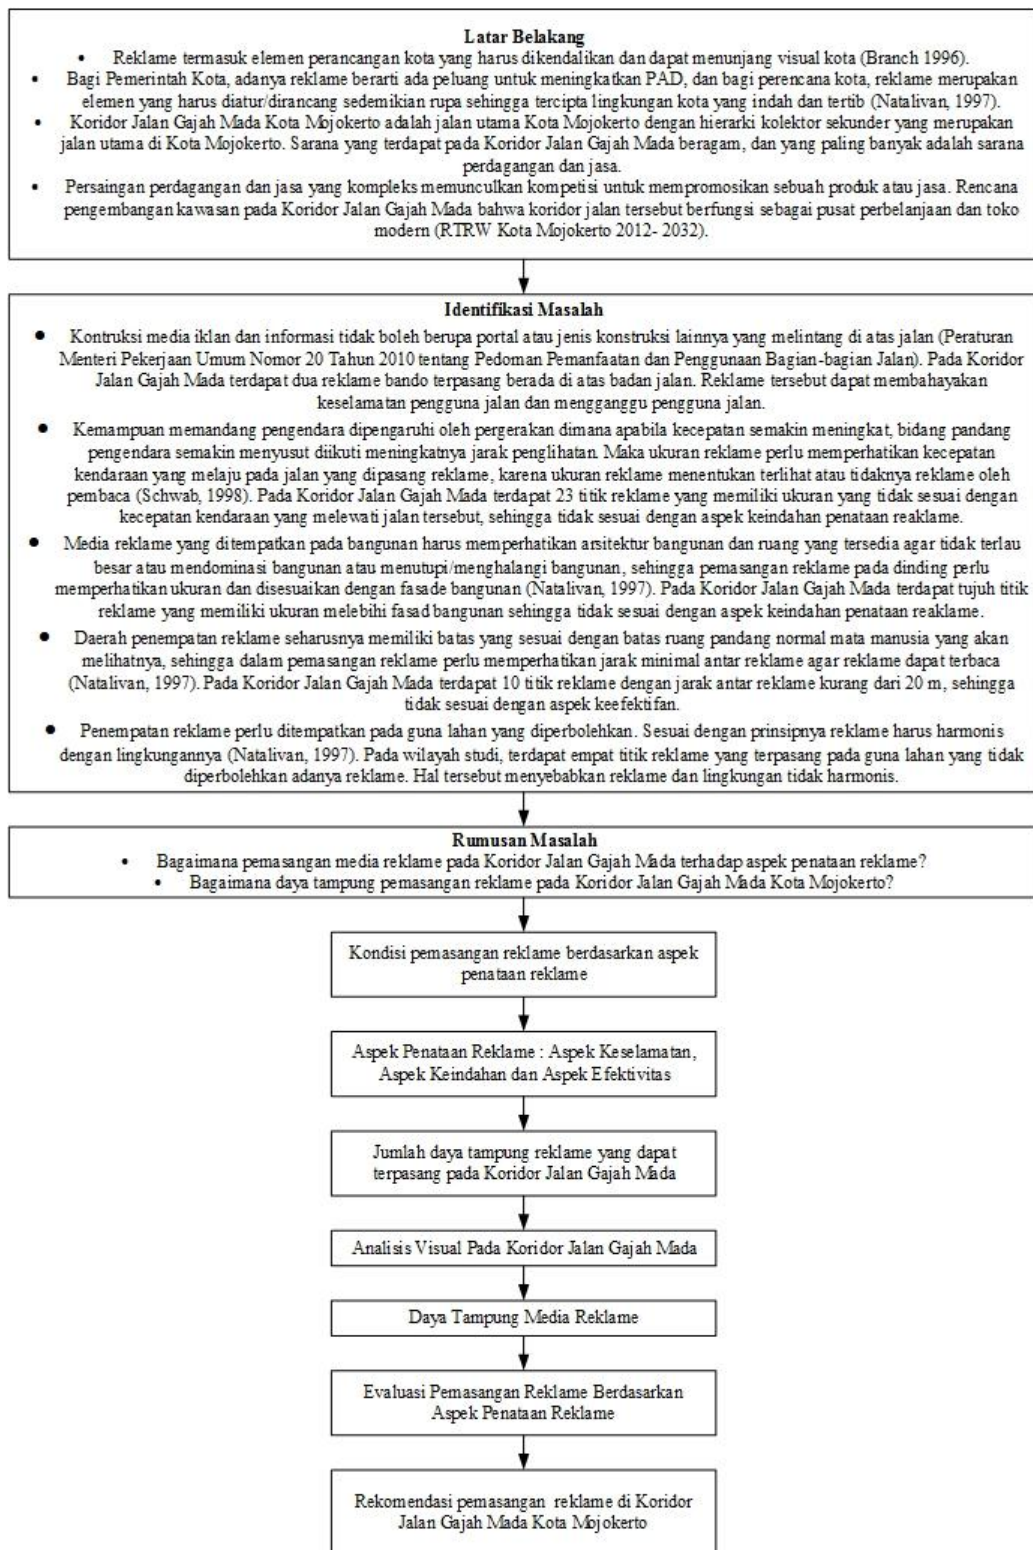 Latar Belakang
• Reklame termasuk elemen perancangan kota yang harus dikendalikan dan dapat menunjang visual kota (Branch 1996).
• Bagi Pemerintah Kota, adanya reklame berarti ada peluang untuk meningkatkan PAD, dan bagi perencana kota, reklame merupakan
elemen yang harus diatur/dirancang sedemikian rupa sehingga tercipta lingkungan kota yang indah dan tertib (Natalivan, 1997).
• Koridor Jalan Gajah Mada Kota Mojokerto adalah jalan utama Kota Mojokerto dengan hierarki kolektor sekunder yang merupakan
jalan utama di Kota Mojokerto. Sarana yang terdapat pada Koridor Jalan Gajah Mada beragam, dan yang paling banyak adalah sarana
perdagangan dan jasa.
• Persaingan perdagangan dan jasa yang kompleks memunculkan kompetisi untuk mempromosikan sebuah produk atau jasa. Rencana
pengembangan kawasan pada Koridor Jalan Gajah Mada bahwa koridor jalan tersebut berfungsi sebagai pusat perbelanjaan dan toko
modern (RTRW Kota Mojokerto 2012- 2032).
Identifikasi Masalah
• Kontruksi media iklan dan informasi tidak boleh berupa portal atau jenis konstruksi lainnya yang melintang di atas jalan (Peraturan
Menteri Pekerjaan Umum Nomor 20 Tahun 2010 tentang Pedoman Pemanfaatan dan Penggunaan Bagian-bagian Jalan). Pada Koridor
Jalan Gajah Mada terdapat dua reklame bando terpasang berada di atas badan jalan. Reklame tersebut dapat membahayakan
keselamatan pengguna jalan dan mengganggu pengguna jalan.
• Kemampuan memandang pengendara dipengaruhi oleh pergerakan dimana apabila kecepatan semakin meningkat, bidang pandang
pengendara semakin menyusut diikuti meningkatnya jarak penglihatan. Maka ukuran reklame perlu memperhatikan kecepatan
kendaraan yang melaju pada jalan yang dipasang reklame, karena ukuran reklame menentukan terlihat atau tidaknya reklame oleh
pembaca (Schwab, 1998). Pada Koridor Jalan Gajah Mada terdapat 23 titik reklame yang memiliki ukuran yang tidak sesuai dengan
kecepatan kendaraan yang melewati jalan tersebut, sehingga tidak sesuai dengan aspek keindahan penataan reaklame.
• Media reklame yang ditempatkan pada bangunan harus memperhatikan arsitektur bangunan dan ruang yang tersedia agar tidak terlau
besar atau mendominasi bangunan atau menutupi/menghalangi bangunan, sehingga pemasangan reklame pada dinding perlu
memperhatikan ukuran dan disesuaikan dengan fasade bangunan (Natalivan, 1997). Pada Koridor Jalan Gajah Mada terdapat tujuh titik
reklame yang memiliki ukuran melebihi fasad bangunan sehingga tidak sesuai dengan aspek keindahan penataan reaklame.
• Daerah penempatan reklame seharusnya memiliki batas yang sesuai dengan batas ruang pandang normal mata manusia yang akan
melihatnya, sehingga dalam pemasangan reklame perlu memperhatikan jarak minimal antar reklame agar reklame dapat terbaca
(Natalivan, 1997). Pada Koridor Jalan Gajah Mada terdapat 10 titik reklame dengan jarak antar reklame kurang dari 20 m, sehingga
tidak sesuai dengan aspek keefektifan.
• Penempatan reklame perlu ditempatkan pada guna lahan yang diperbolehkan. Sesuai dengan prinsipnya reklame harus harmonis
dengan lingkungannya (Natalivan, 1997). Pada wilayah studi, terdapat empat titik reklame yang terpasang pada guna lahan yang tidak
diperbolehkan adanya reklame. Hal tersebut menyebabkan reklame dan lingkungan tidak harmonis.
Rumusan Masalah
• Bagaimana pemasangan media reklame pada Koridor Jalan Gajah Mada terhadap aspek penataan reklame?
• Bagaimana daya tampung pemasangan reklame pada Koridor Jalan Gajah Mada Kota Mojokerto?
Kondisi pemasangan reklame berdasarkan aspek
penataan reklame
Aspek Penataan Reklame : Aspek Keselamatan,
Aspek Keindahan dan Aspek Efektivitas
Jumlah daya tampung reklame yang dapat
terpasang pada Koridor Jalan Gajah Mada
Analisis Visual Pada Koridor Jalan Gajah Mada
Daya Tampung Media Reklame
Evaluasi Pemasangan Reklame Berdasarkan
Aspek Penataan Reklame
Rekomendasi pemasangan reklame di Koridor
Jalan Gajah Mada Kota Mojokerto